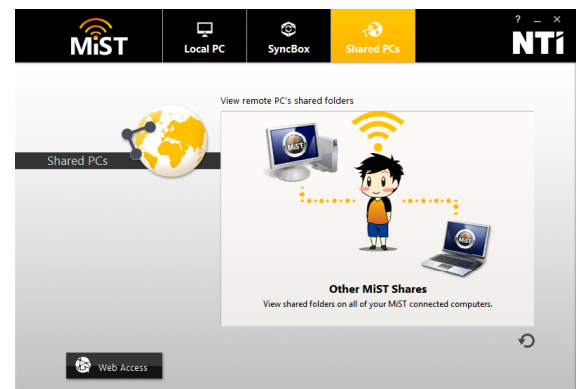 MiST
Local PC
SyncBox
Shared PCs
? _ ×
NTi
View remote PC's shared folders
Shared PCs
MiST
MiST
Other MiST Shares
View shared folders on all of your MiST connected computers.
Web Access